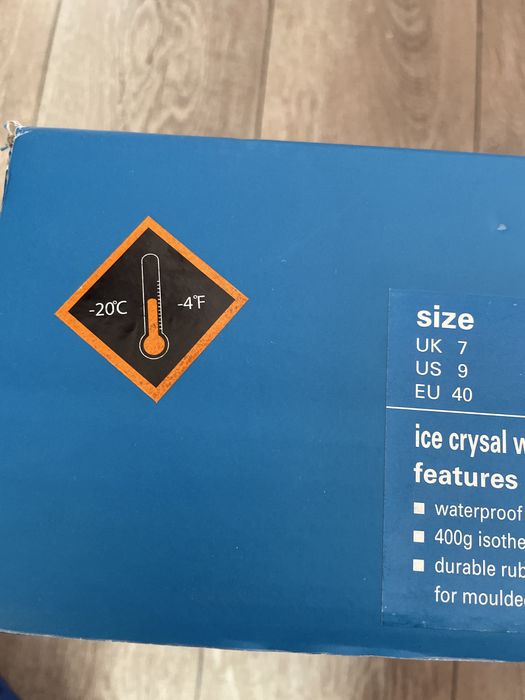 -20°C -4°F
size
UK 7
US 9
EU 40
ice crysal
features
waterproof
400g
durable
for